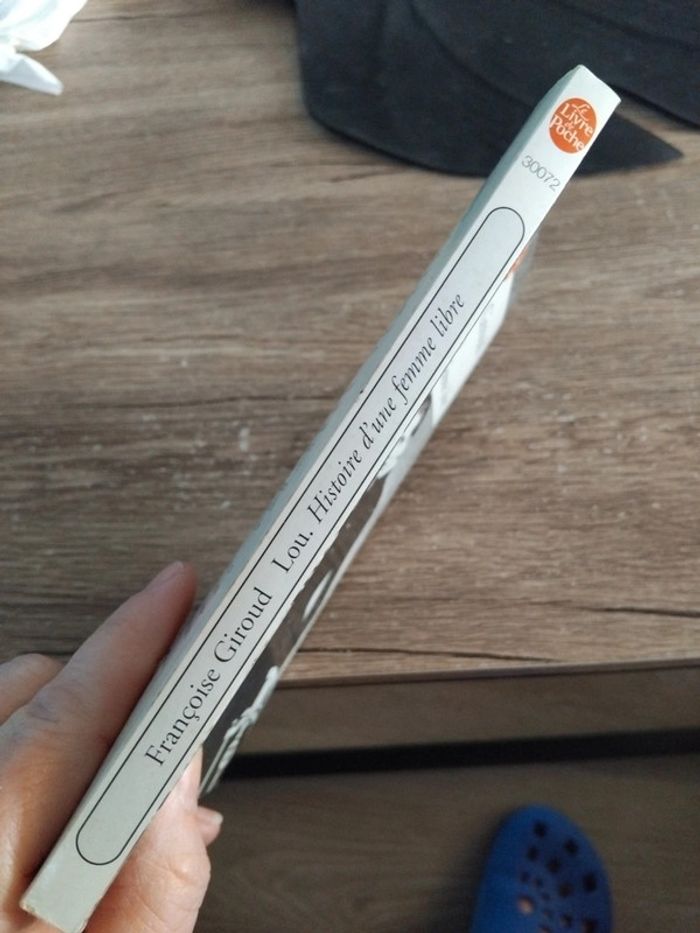 Le
Livre
de
Poche
30072
Françoise Giroud Lou. Histoire d'une femme libre